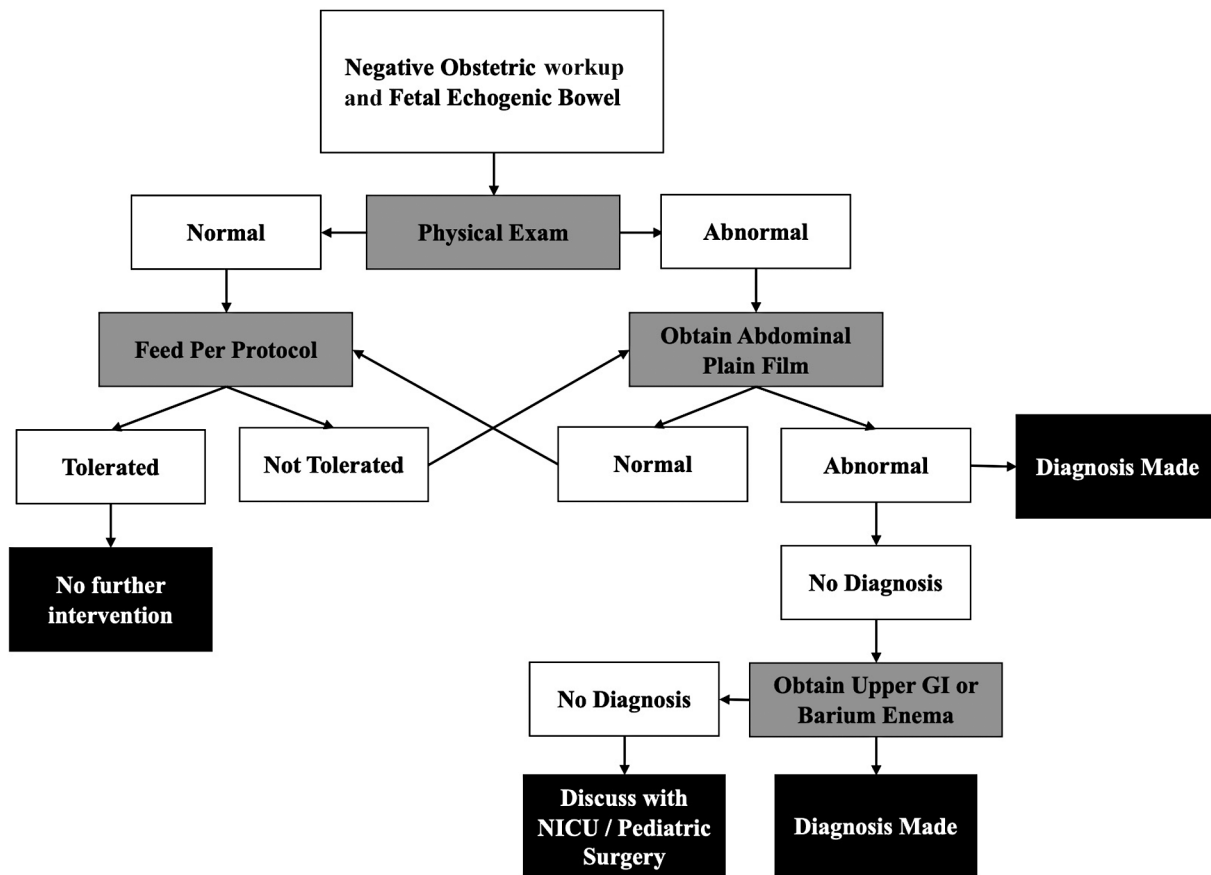 Negative Obstetric workup
and Fetal Echogenic Bowel
Normal
Physical Exam
Abnormal
Feed Per Protocol
Obtain Abdominal
Plain Film
Tolerated
Not Tolerated
Normal
Abnormal
Diagnosis Made
No further
intervention
No Diagnosis
No Diagnosis
Obtain Upper GI or
Barium Enema
Discuss with
NICU / Pediatric
Surgery
Diagnosis Made